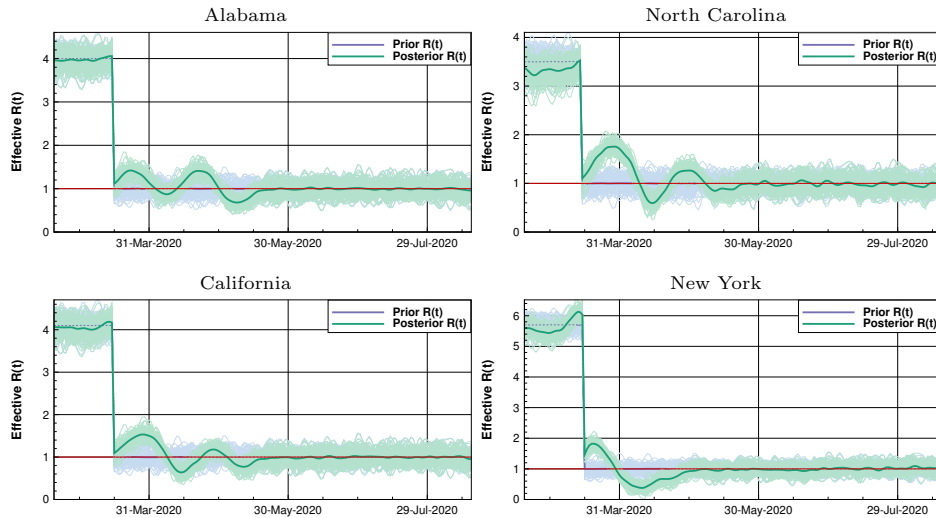 Alabama
Effective R(t)
4
3
2
1
0
Prior R(t)
Posterior R(t)
31-Mar-2020 30-May-2020 29-Jul-2020
North Carolina
Effective R(t)
4
3
2
1
0
Prior R(t)
Posterior R(t)
31-Mar-2020 30-May-2020 29-Jul-2020
California
Effective R(t)
4
3
2
1
0
Prior R(t)
Posterior R(t)
31-Mar-2020 30-May-2020 29-Jul-2020
New York
Effective R(t)
6
5
4
3
2
1
0
Prior R(t)
Posterior R(t)
31-Mar-2020 30-May-2020 29-Jul-2020